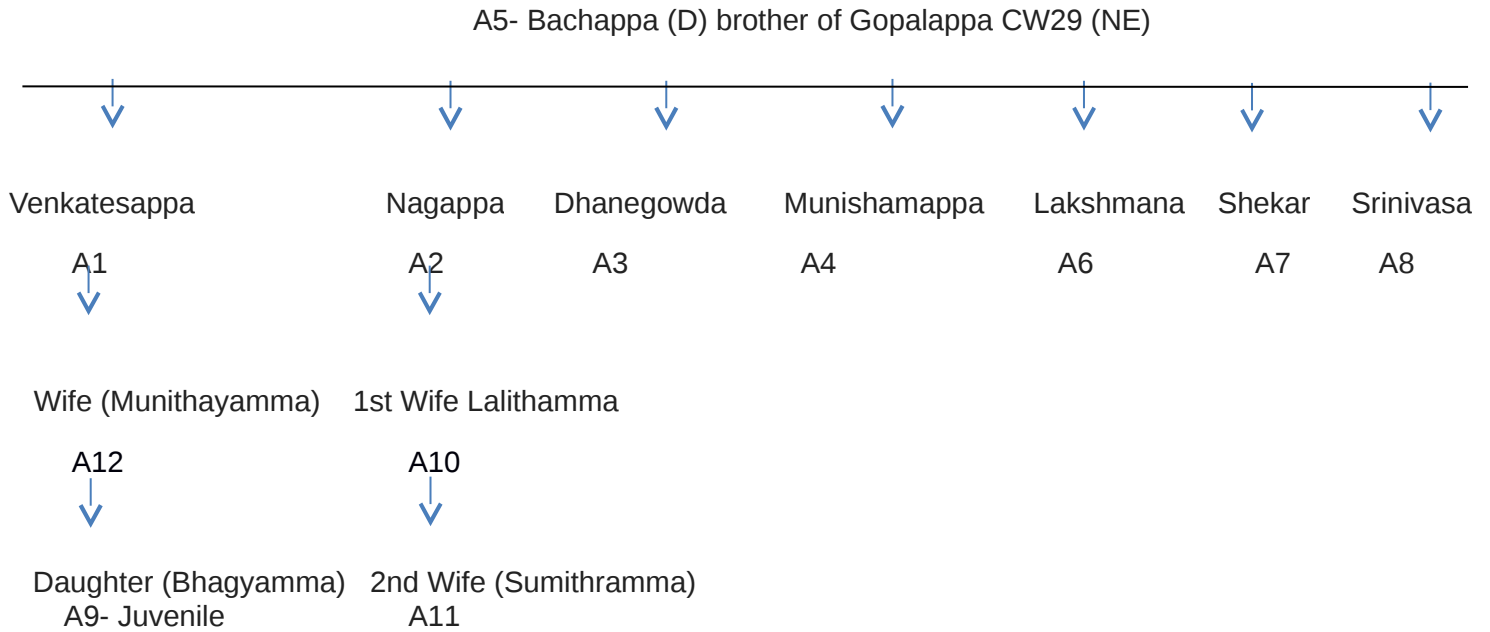 A5- Bachappa (D) brother of Gopalappa CW29 (NE)
Venkatesappa Nagappa Dhanegowda Munishamappa Lakshmana Shekar Srinivasa
A1 A2 A3 A4 A6 A7 A8
Wife (Munithayamma) 1st Wife Lalithamma
A12 A10
Daughter (Bhagyamma) 2nd Wife (Sumithramma)
A9- Juvenile A11